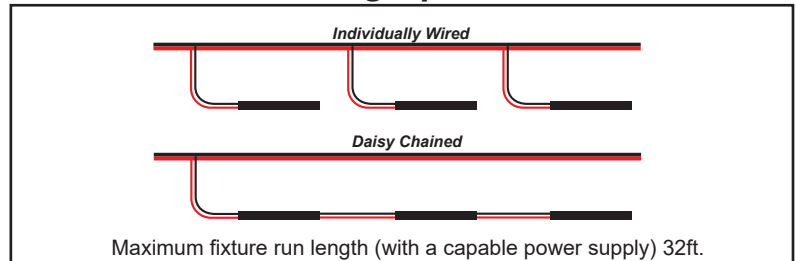 Individually Wired
Daisy Chained
Maximum fixture run length (with a capable power supply) 32ft.